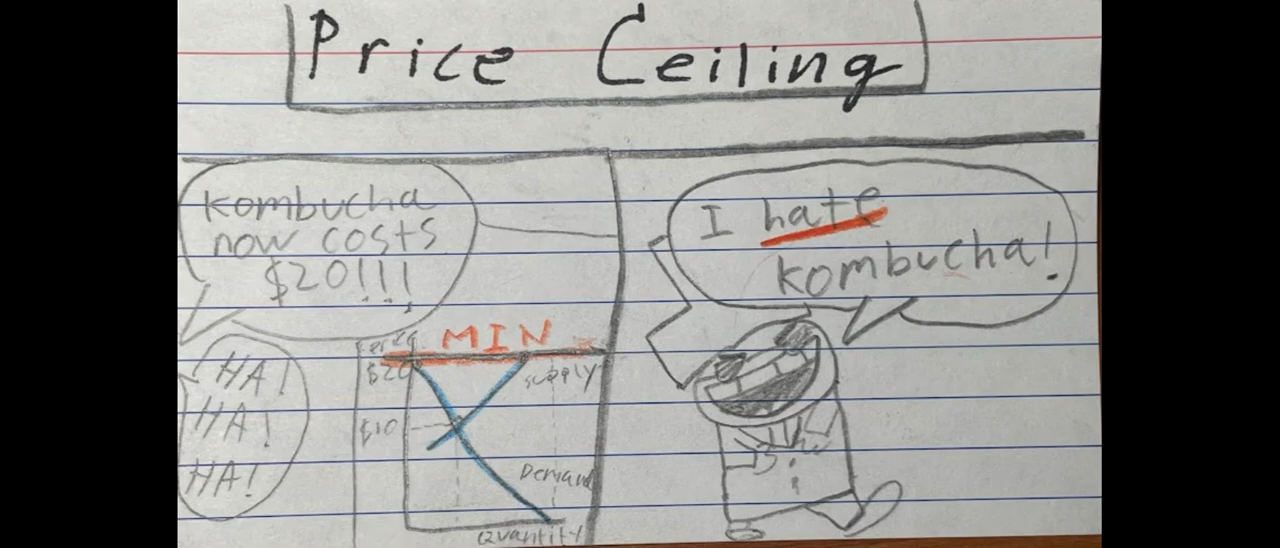 Price Ceiling
kombucha
now costs
$20!!!
HA!
HA!
HA!
MIN
$20
supply
$10
Demand
Quantity
I hate
kombucha!